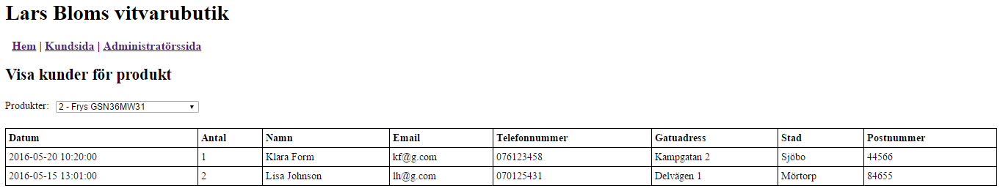 Lars Bloms vitvarubutik
Hem | Kundsida | Administratörssida
Visa kunder för produkt
Produkter: 2 - Frys GSN36MW31
Datum Antal Namn Email Telefonnummer Gatuadress Stad Postnummer
2016-05-20 10:20:00 1 Klara Form kf@g.com 076123458 Kampgatan 2 Sjöbo 44566
2016-05-15 13:01:00 2 Lisa Johnson lh@g.com 070125431 Delvägen 1 Mörtorp 84655